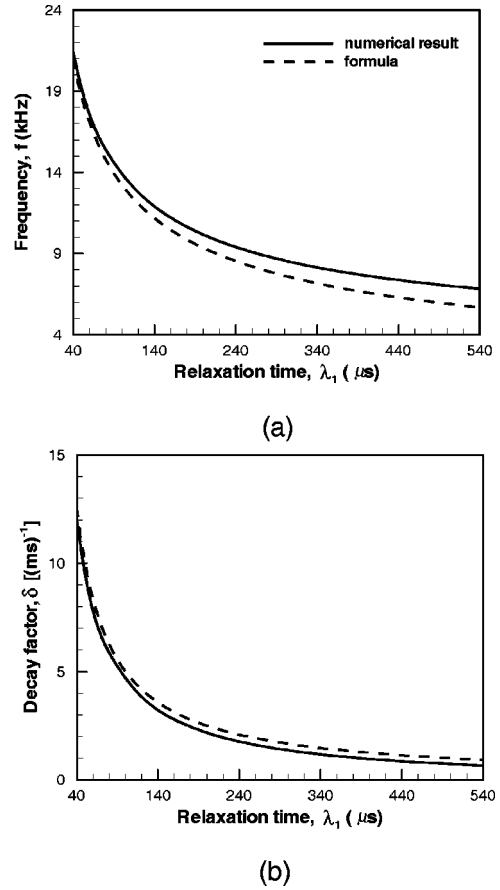 24
19
14
9
4
Frequency, f (kHz)
numerical result
formula
40 140 240 340 440 540
Relaxation time, λ₁ ( μs)
(a)
15
10
5
0
Decay factor, δ [(ms)⁻¹]
40 140 240 340 440 540
Relaxation time, λ₁ ( μs)
(b)